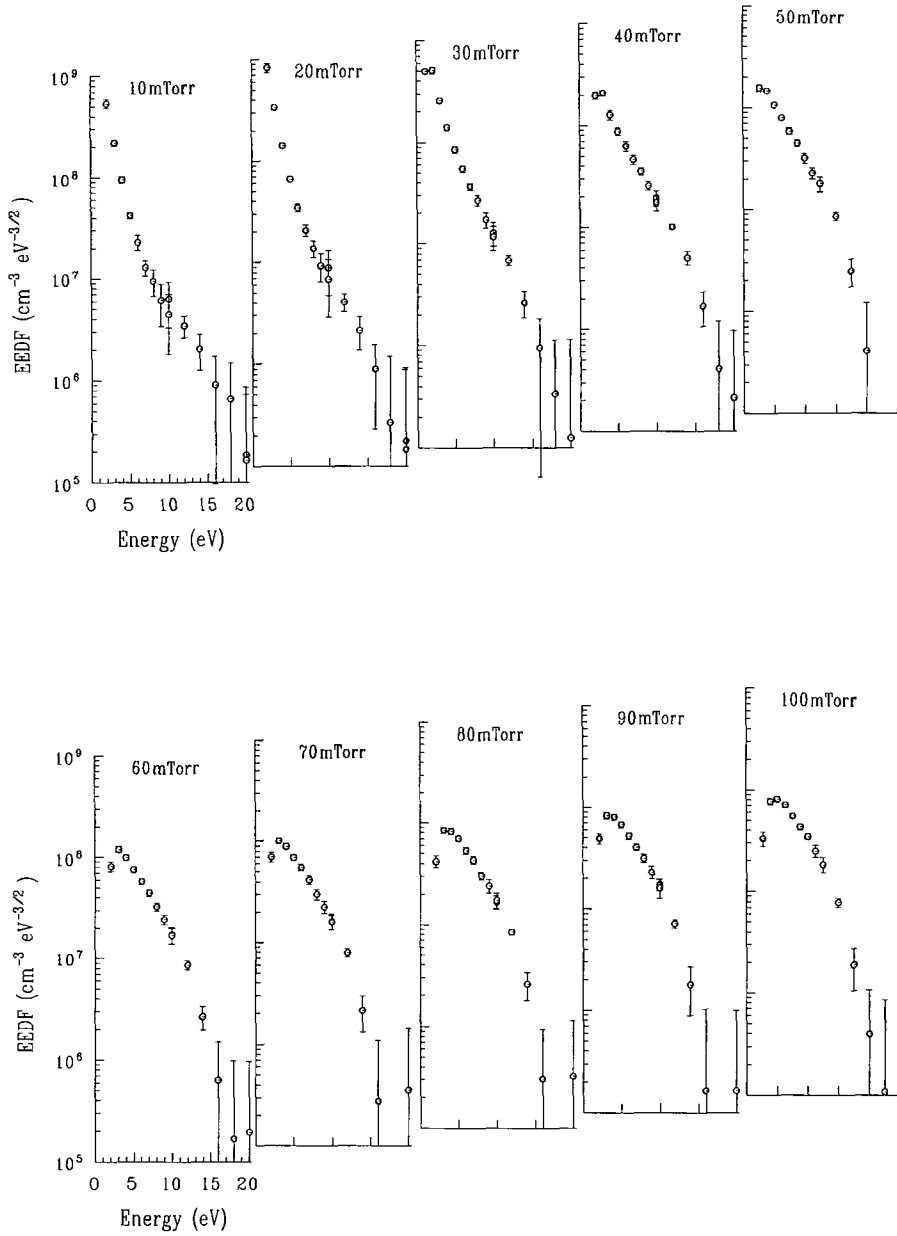 10mTorr
20mTorr
30mTorr
40mTorr
50mTorr
EEDF (cm⁻³ eV⁻³/²)
10⁹
10⁸
10⁷
10⁶
10⁵
0 5 10 15 20
Energy (eV)
60mTorr
70mTorr
80mTorr
90mTorr
100mTorr
EEDF (cm⁻³ eV⁻³/²)
10⁹
10⁸
10⁷
10⁶
10⁵
0 5 10 15 20
Energy (eV)